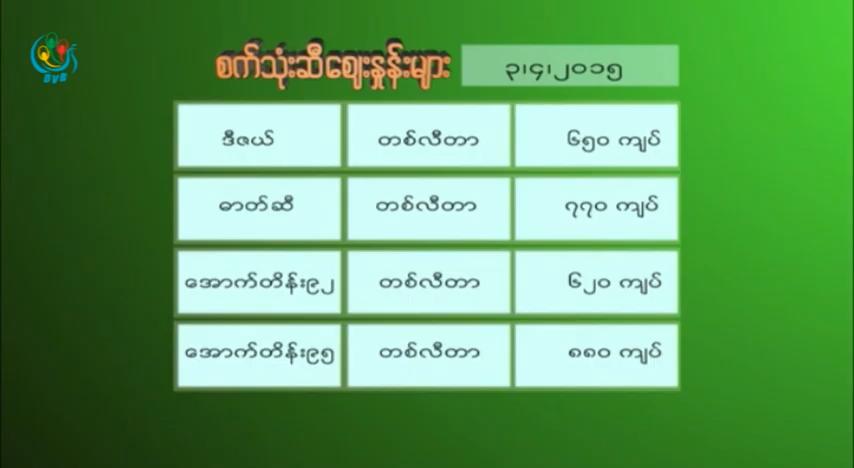 DVB
စက်သုံးဆီဈေးနှုန်းများ ၃၊၄၊၂၀၁၅
ဒီဇယ် တစ်လီတာ ၆၅၀ ကျပ်
ဓာတ်ဆီ တစ်လီတာ ၇၇၀ ကျပ်
အောက်တိန်း၉၂ တစ်လီတာ ၆၂၀ ကျပ်
အောက်တိန်း၉၅ တစ်လီတာ ၈၈၀ ကျပ်